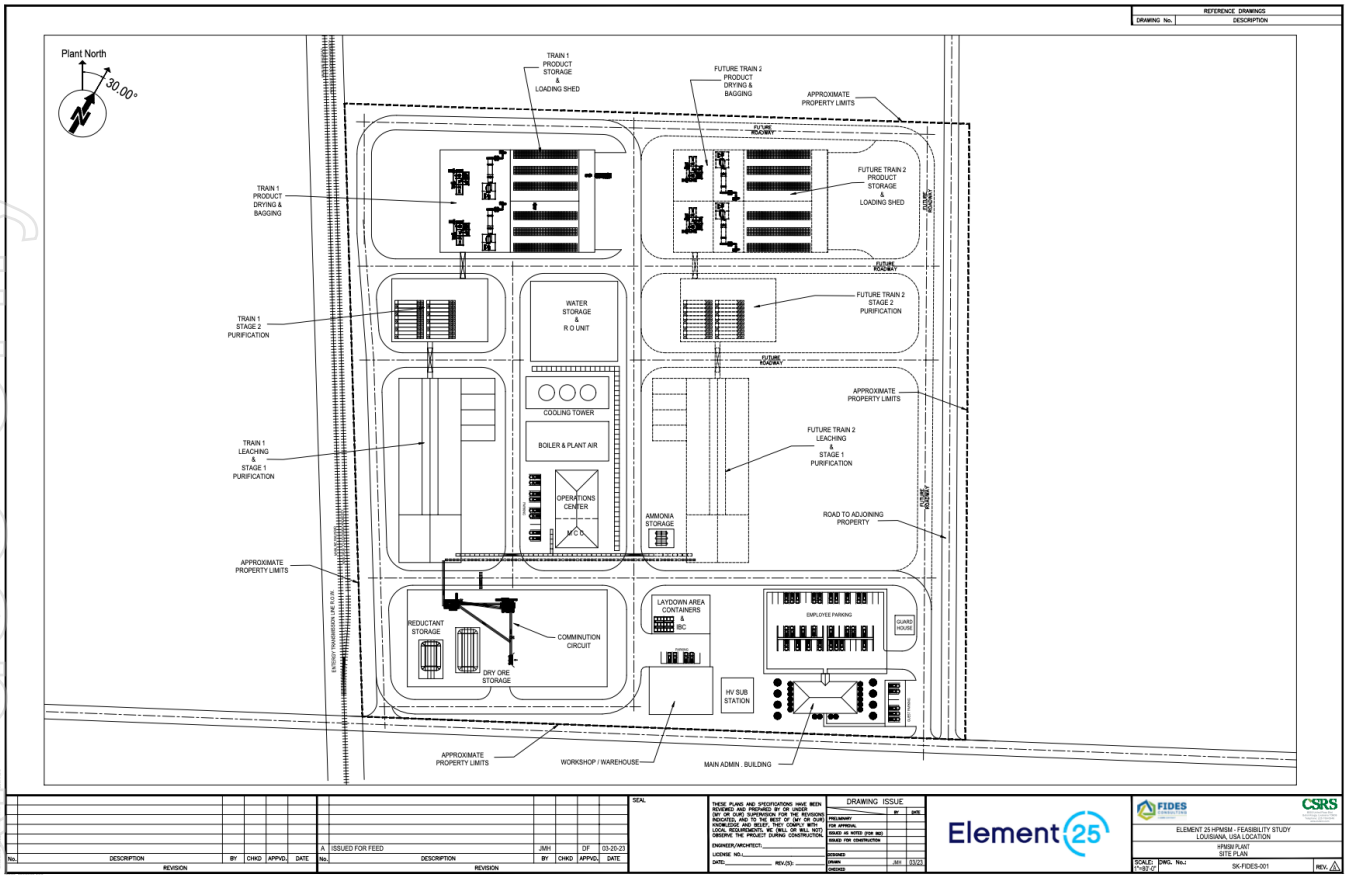 REFERENCE DRAWINGS
DRAWING No.
DESCRIPTION
Plant North
30.00°
N
TRAIN 1
PRODUCT
STORAGE
&
LOADING SHED
FUTURE TRAIN 2
PRODUCT
DRYING &
BAGGING
APPROXIMATE
PROPERTY LIMITS
FUTURE
ROADWAY
TRAIN 1
PRODUCT
DRYING &
BAGGING
FUTURE TRAIN 2
PRODUCT
STORAGE
&
LOADING SHED
FUTURE
ROADWAY
FUTURE
ROADWAY
TRAIN 1
STAGE 2
PURIFICATION
WATER
STORAGE
&
R O UNIT
FUTURE TRAIN 2
STAGE 2
PURIFICATION
FUTURE
ROADWAY
COOLING TOWER
APPROXIMATE
PROPERTY LIMITS
TRAIN 1
LEACHING
&
STAGE 1
PURIFICATION
BOILER & PLANT AIR
FUTURE TRAIN 2
LEACHING
&
STAGE 1
PURIFICATION
OPERATIONS
CENTER
M C C
PARKING
AMMONIA
STORAGE
FUTURE
ROADWAY
ROAD TO ADJOINING
PROPERTY
APPROXIMATE
PROPERTY LIMITS
ENTERGY TRANSMISSION LINE R.O.W.
REDUCTANT
STORAGE
COMMINUTION
CIRCUIT
DRY ORE
STORAGE
LAYDOWN AREA
CONTAINERS
&
IBC
PARKING
EMPLOYEE PARKING
GUARD
HOUSE
HV SUB
STATION
GUEST PARKING
APPROXIMATE
PROPERTY LIMITS
WORKSHOP / WAREHOUSE
MAIN ADMIN . BUILDING
No.
DESCRIPTION
BY
CHKD
APPVD.
DATE
REVISION
A
ISSUED FOR FEED
JMH
DF
03-20-23
No.
DESCRIPTION
BY
CHKD
APPVD.
DATE
REVISION
SEAL
THESE PLANS AND SPECIFICATIONS HAVE BEEN
REVIEWED AND PREPARED BY OR UNDER
(MY OR OUR) SUPERVISION FOR THE REVISIONS
INDICATED, AND TO THE BEST OF (MY OR OUR)
KNOWLEDGE AND BELIEF, THEY COMPLY WITH
LOCAL REQUIREMENTS. WE (WILL OR WILL NOT)
OBSERVE THE PROJECT DURING CONSTRUCTION.
ENGINEER/ARCHITECT:
LICENSE NO.:
DATE:
REV.(S):
DRAWING ISSUE
BY
DATE
PRELIMINARY
FOR APPROVAL
ISSUED AS NOTED (FOR BID)
ISSUED FOR CONSTRUCTION
DESIGNED
DRAWN
JMH
03/23
CHECKED
Element 25
FIDES
CONSULTING
CSRS
ELEMENT 25 HPMSM - FEASIBILITY STUDY
LOUISIANA, USA LOCATION
HPMSM PLANT
SITE PLAN
SCALE:
1"=80'-0"
DWG. No.:
SK-FIDES-001
REV.
A